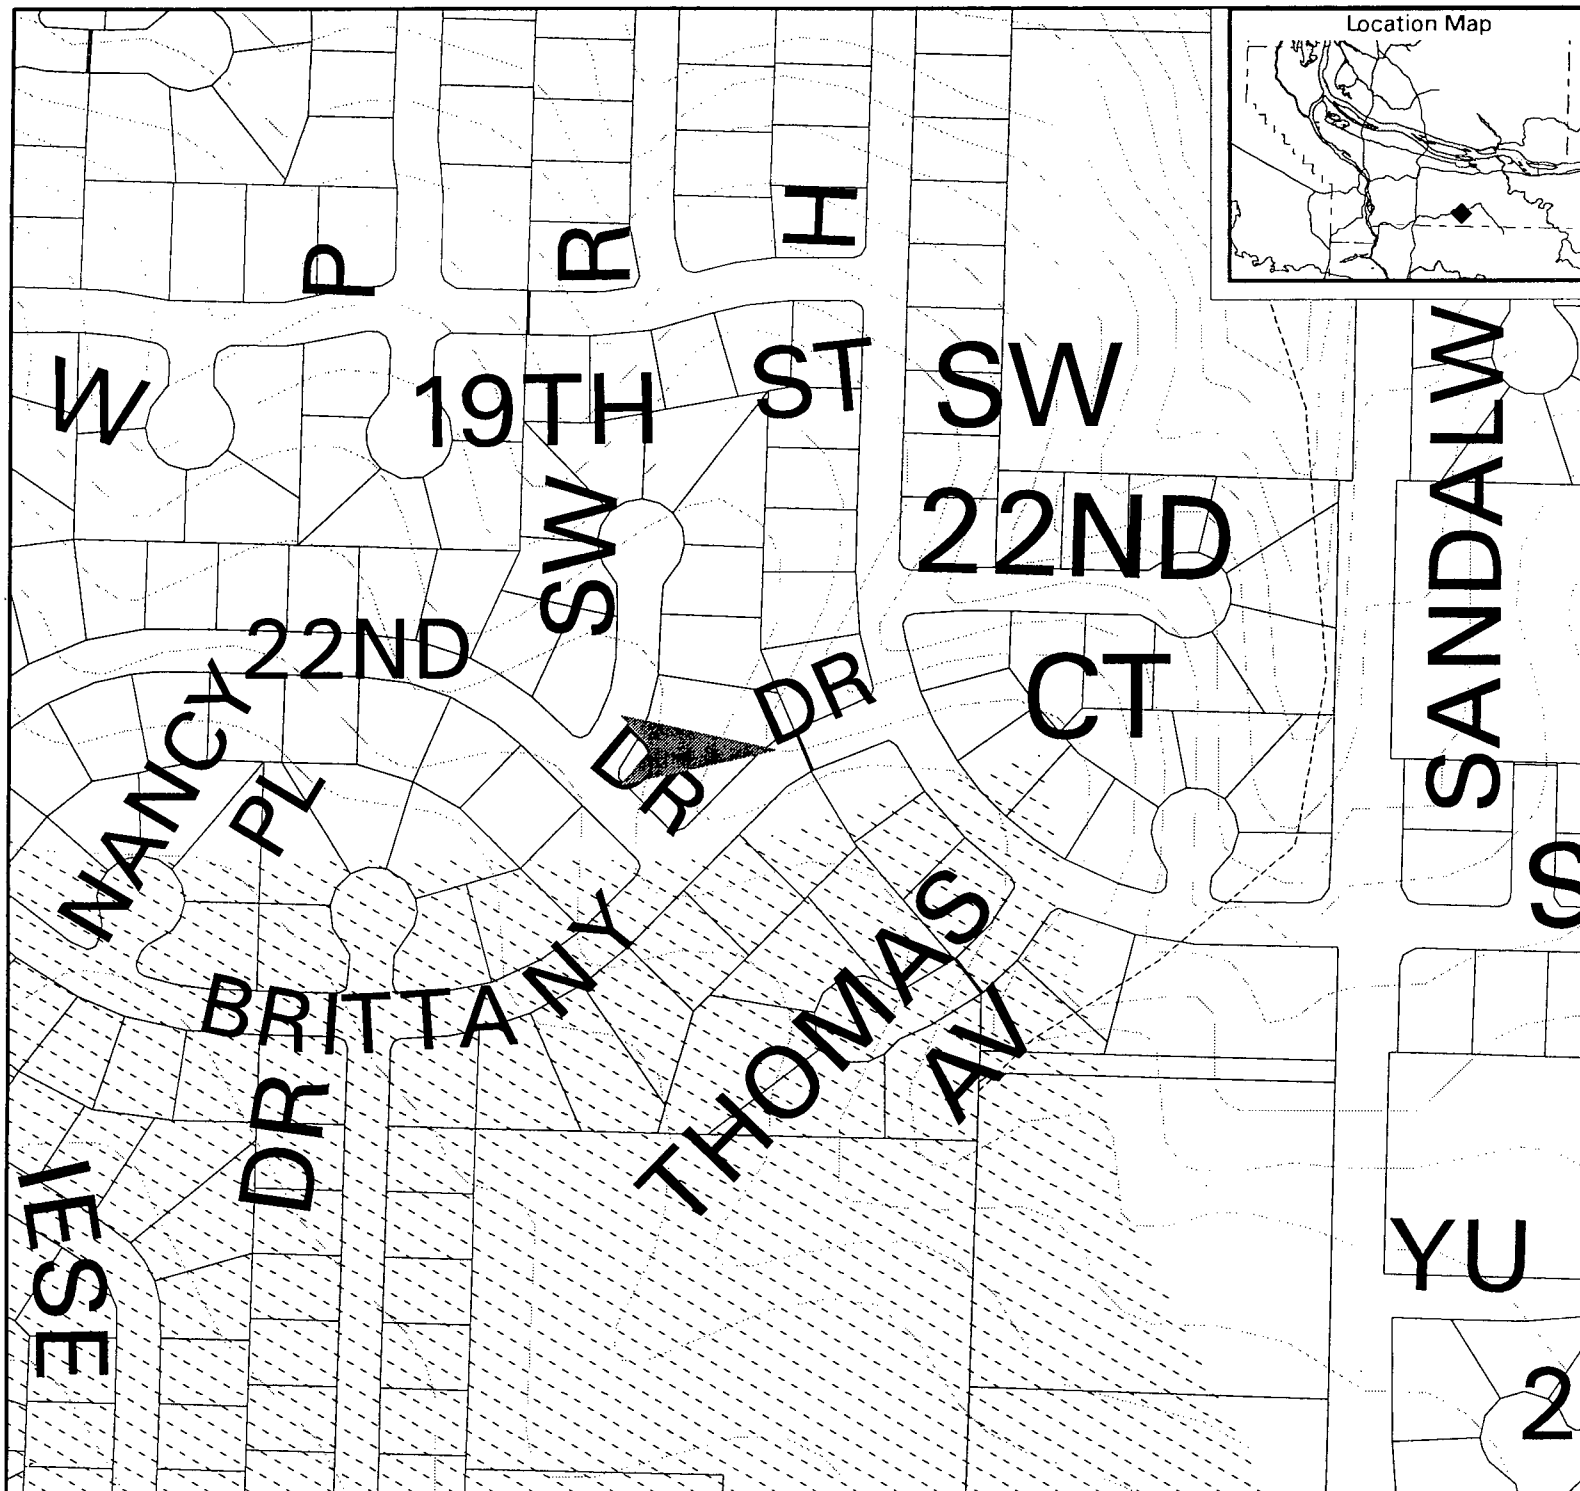 Location Map
P
R
H
W
19TH
ST
SW
SW
22ND
CT
SANDALW
22ND
NANCY
PL
DR
DR
BRITTANY
DR
THOMAS
AV
S
YU
IESE
2